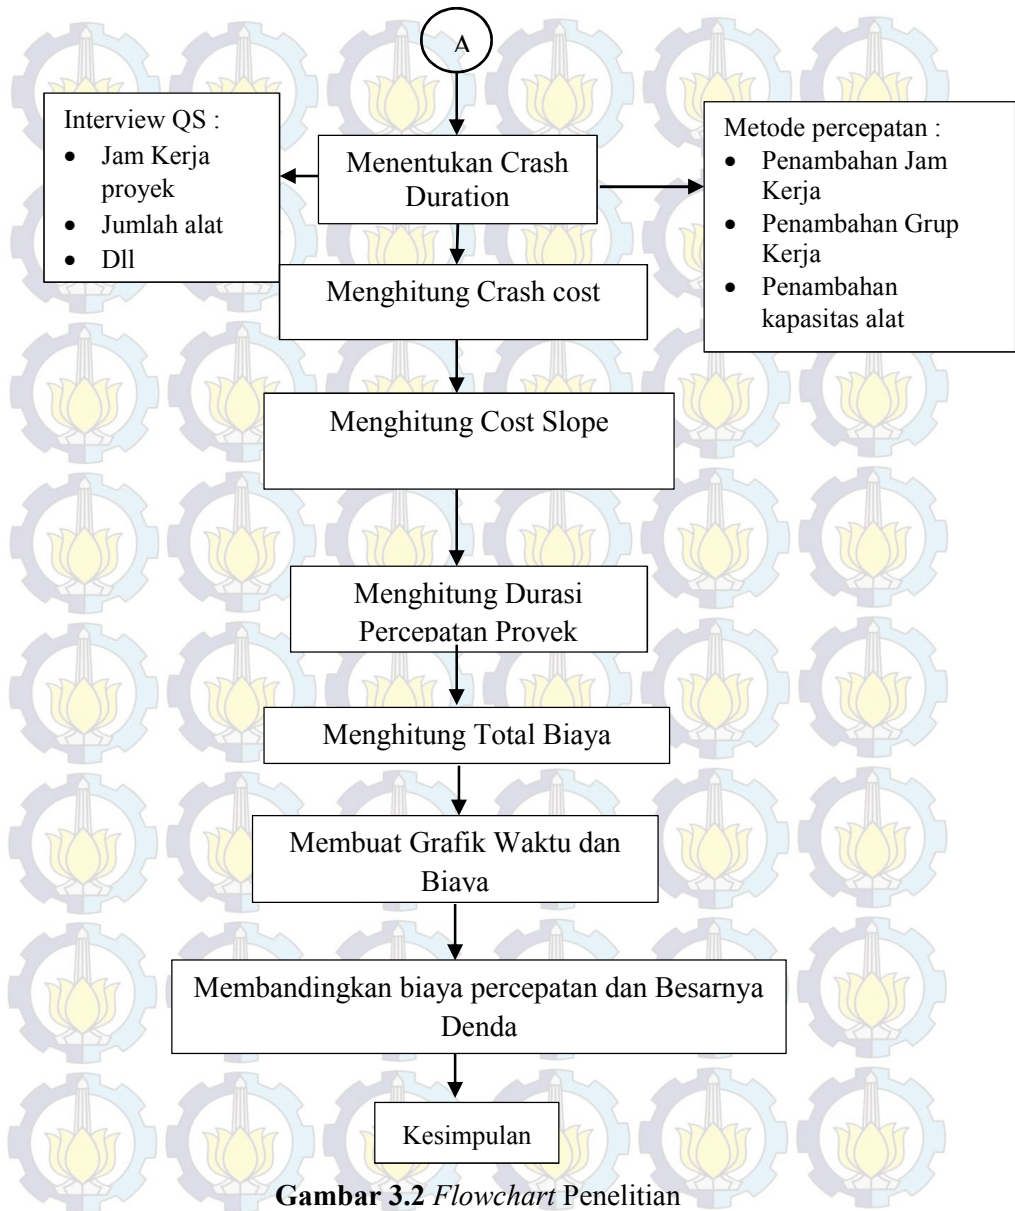 A
Interview QS :
• Jam Kerja
proyek
• Jumlah alat
• Dll
Menentukan Crash
Duration
Metode percepatan :
• Penambahan Jam
Kerja
• Penambahan Grup
Kerja
• Penambahan
kapasitas alat
Menghitung Crash cost
Menghitung Cost Slope
Menghitung Durasi
Percepatan Proyek
Menghitung Total Biaya
Membuat Grafik Waktu dan
Biaya
Membandingkan biaya percepatan dan Besarnya
Denda
Kesimpulan
Gambar 3.2 Flowchart Penelitian